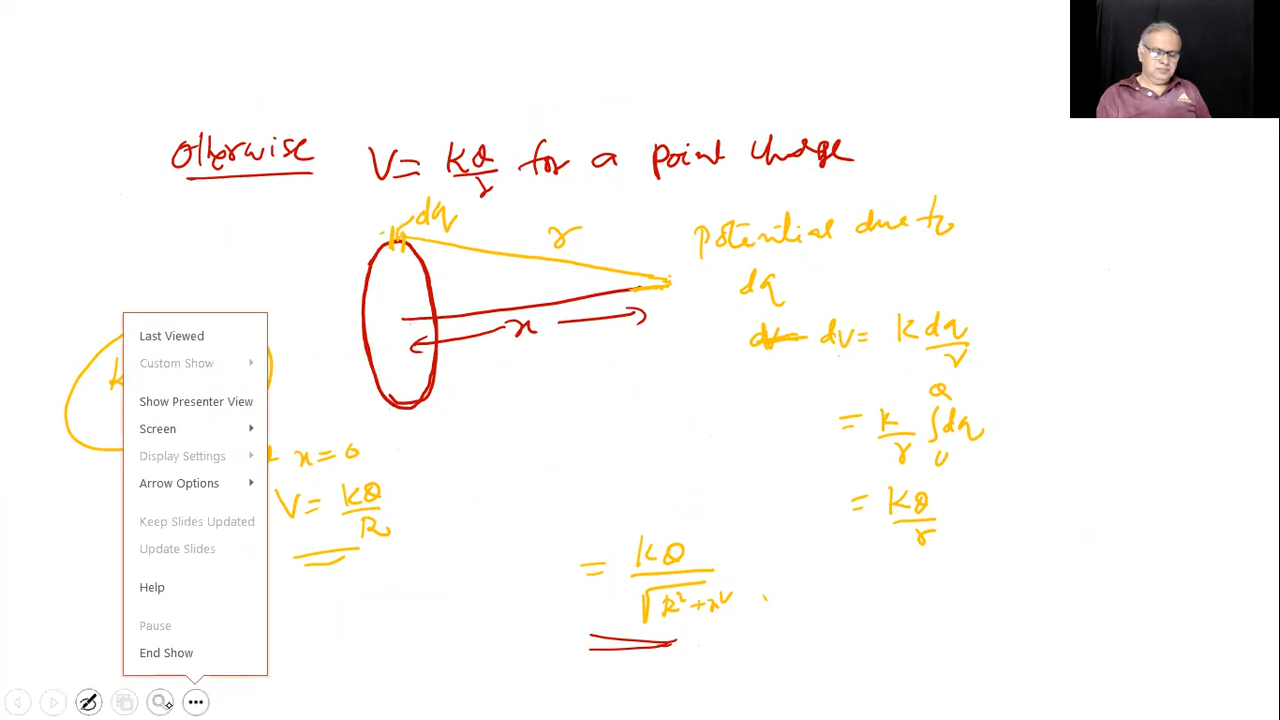 Otherwise V = KQ/r for a point charge
dq
r
x
potential due to
dq
dV = K dq/r
= K/r ∫₀^Q dq
= KQ/r
x = 0
V = KQ/R
= KQ/√(R²+x²)
Last Viewed
Custom Show
Show Presenter View
Screen
Display Settings
Arrow Options
Keep Slides Updated
Update Slides
Help
Pause
End Show
adidas